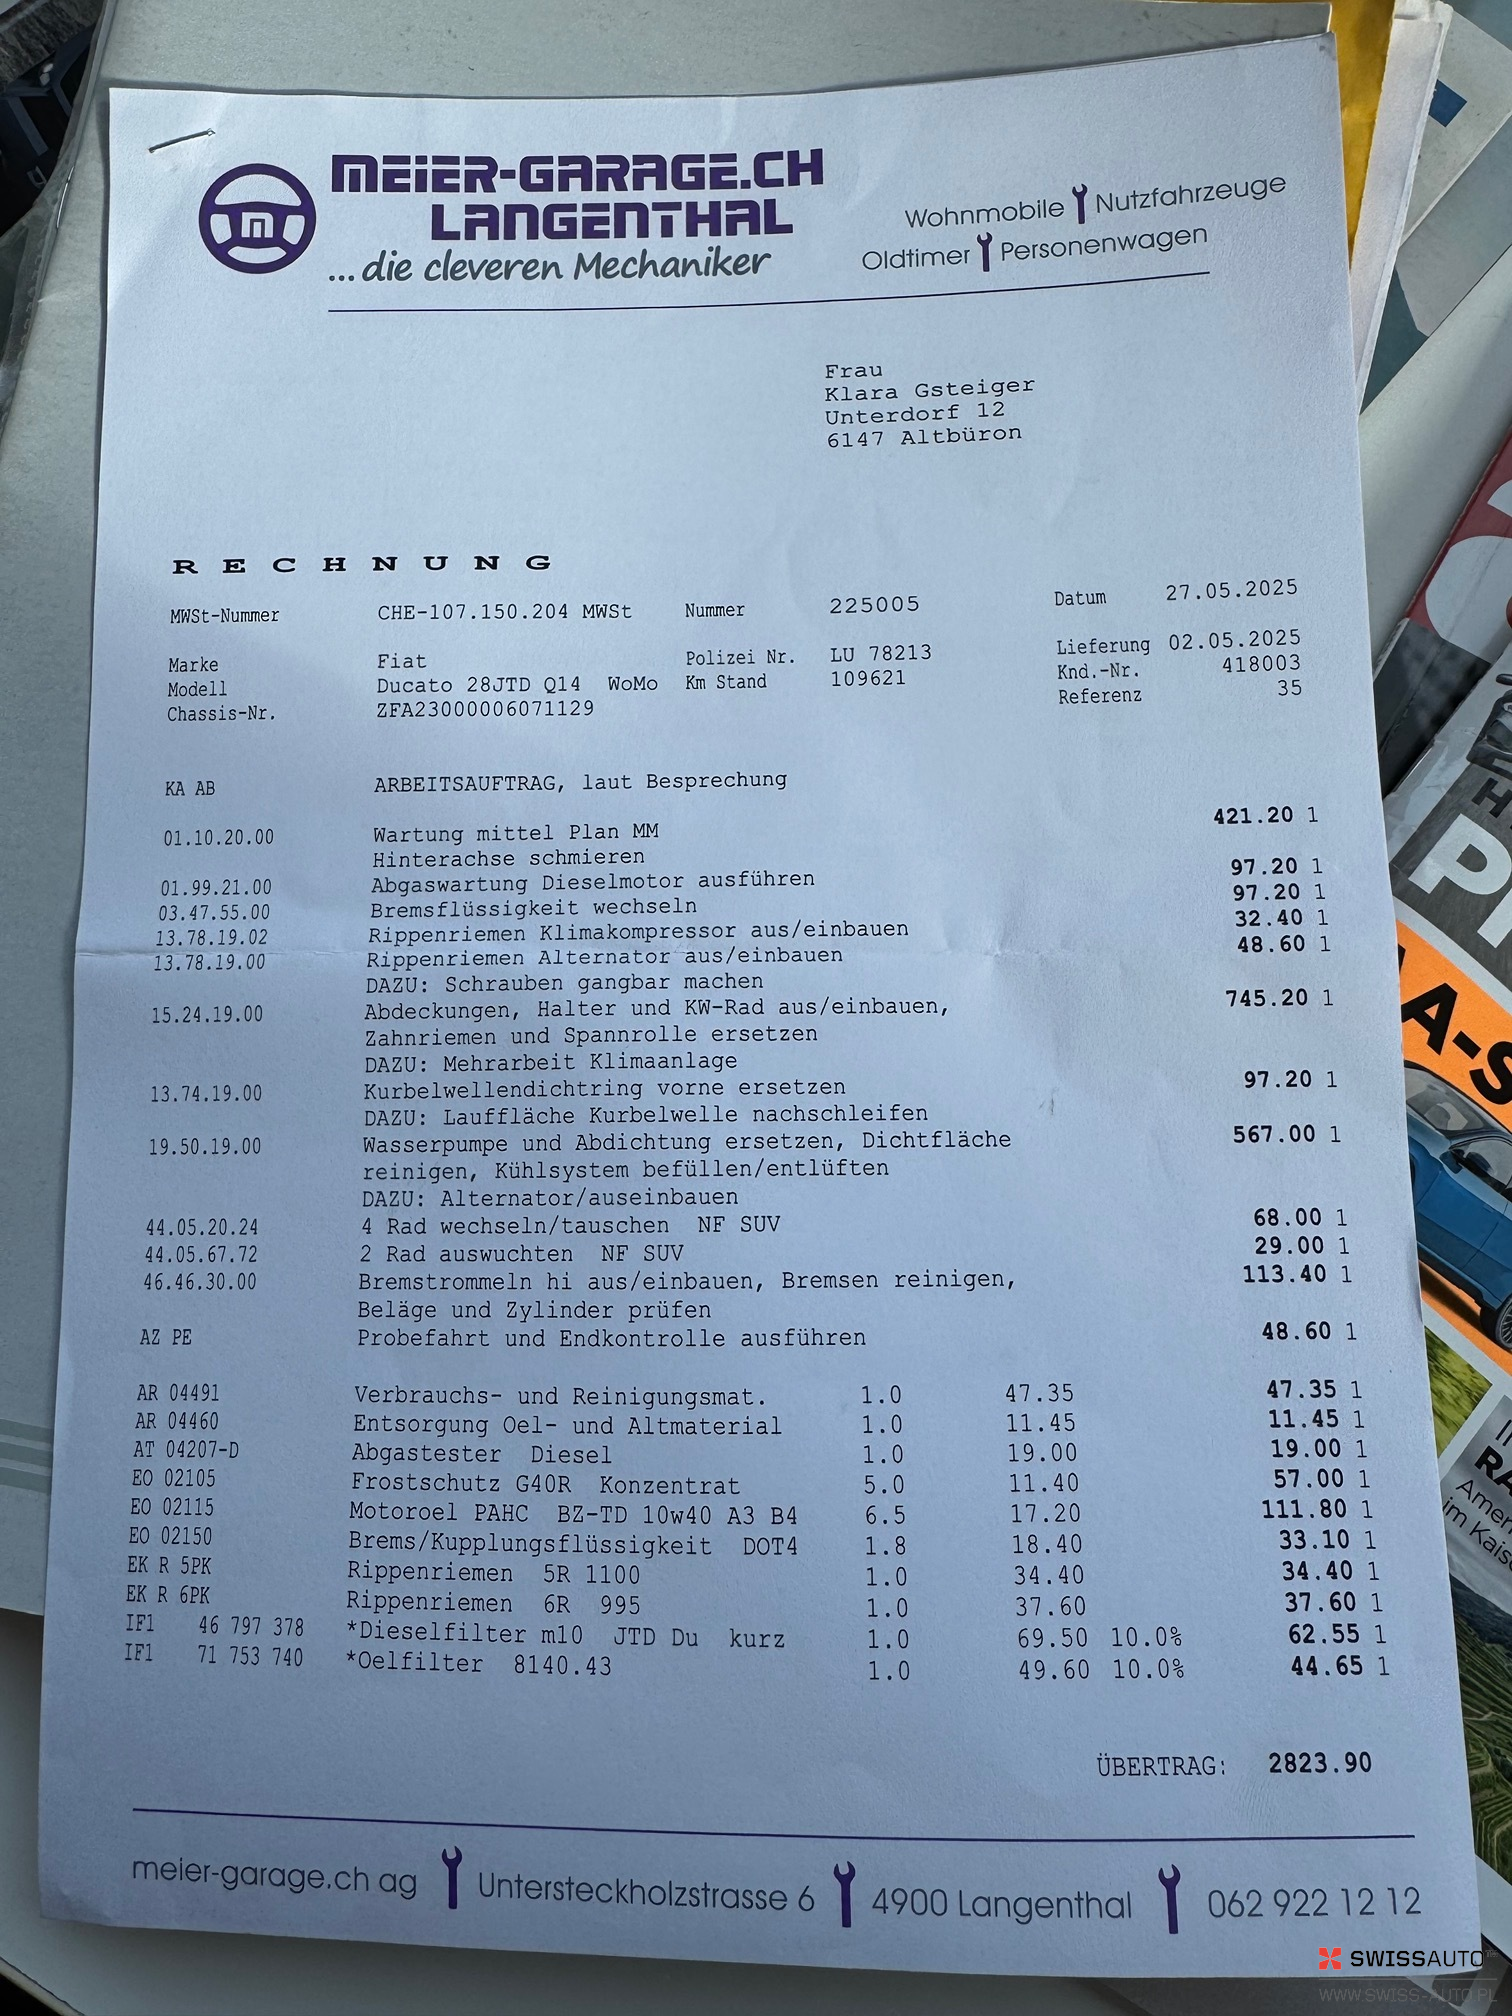 MEIER-GARAGE.CH
LANGENTHAL
...die cleveren Mechaniker
Wohnmobile Nutzfahrzeuge
Oldtimer Personenwagen
Frau
Klara Gsteiger
Unterdorf 12
6147 Altbüron
RECHNUNG
MWSt-Nummer CHE-107.150.204 MWSt Nummer 225005 Datum 27.05.2025
Marke Fiat Polizei Nr. LU 78213 Lieferung 02.05.2025
Modell Ducato 28JTD Q14 WoMo Km Stand 109621 Knd.-Nr. 418003
Chassis-Nr. ZFA23000006071129 Referenz 35
KA AB ARBEITSAUFTRAG, laut Besprechung
01.10.20.00 Wartung mittel Plan MM 421.20 1
Hinterachse schmieren
01.99.21.00 Abgaswartung Dieselmotor ausführen 97.20 1
03.47.55.00 Bremsflüssigkeit wechseln 97.20 1
13.78.19.02 Rippenriemen Klimakompressor aus/einbauen 32.40 1
13.78.19.00 Rippenriemen Alternator aus/einbauen 48.60 1
DAZU: Schrauben gangbar machen
15.24.19.00 Abdeckungen, Halter und KW-Rad aus/einbauen, 745.20 1
Zahnriemen und Spannrolle ersetzen
DAZU: Mehrarbeit Klimaanlage
13.74.19.00 Kurbelwellendichtring vorne ersetzen 97.20 1
DAZU: Lauffläche Kurbelwelle nachschleifen
19.50.19.00 Wasserpumpe und Abdichtung ersetzen, Dichtfläche 567.00 1
reinigen, Kühlsystem befüllen/entlüften
DAZU: Alternator/auseinbauen
44.05.20.24 4 Rad wechseln/tauschen NF SUV 68.00 1
44.05.67.72 2 Rad auswuchten NF SUV 29.00 1
46.46.30.00 Bremstrommeln hi aus/einbauen, Bremsen reinigen, 113.40 1
Beläge und Zylinder prüfen
AZ PE Probefahrt und Endkontrolle ausführen 48.60 1
AR 04491 Verbrauchs- und Reinigungsmat. 1.0 47.35 47.35 1
AR 04460 Entsorgung Oel- und Altmaterial 1.0 11.45 11.45 1
AT 04207-D Abgastester Diesel 1.0 19.00 19.00 1
EO 02105 Frostschutz G40R Konzentrat 5.0 11.40 57.00 1
EO 02115 Motoroel PAHC BZ-TD 10w40 A3 B4 6.5 17.20 111.80 1
EO 02150 Brems/Kupplungsflüssigkeit DOT4 1.8 18.40 33.10 1
EK R 5PK Rippenriemen 5R 1100 1.0 34.40 34.40 1
EK R 6PK Rippenriemen 6R 995 1.0 37.60 37.60 1
IF1 46 797 378 *Dieselfilter m10 JTD Du kurz 1.0 69.50 10.0% 62.55 1
IF1 71 753 740 *Oelfilter 8140.43 1.0 49.60 10.0% 44.65 1
ÜBERTRAG: 2823.90
meier-garage.ch ag Untersteckholzstrasse 6 4900 Langenthal 062 922 12 12
SWISSAUTO
WWW.SWISS-AUTO.PL